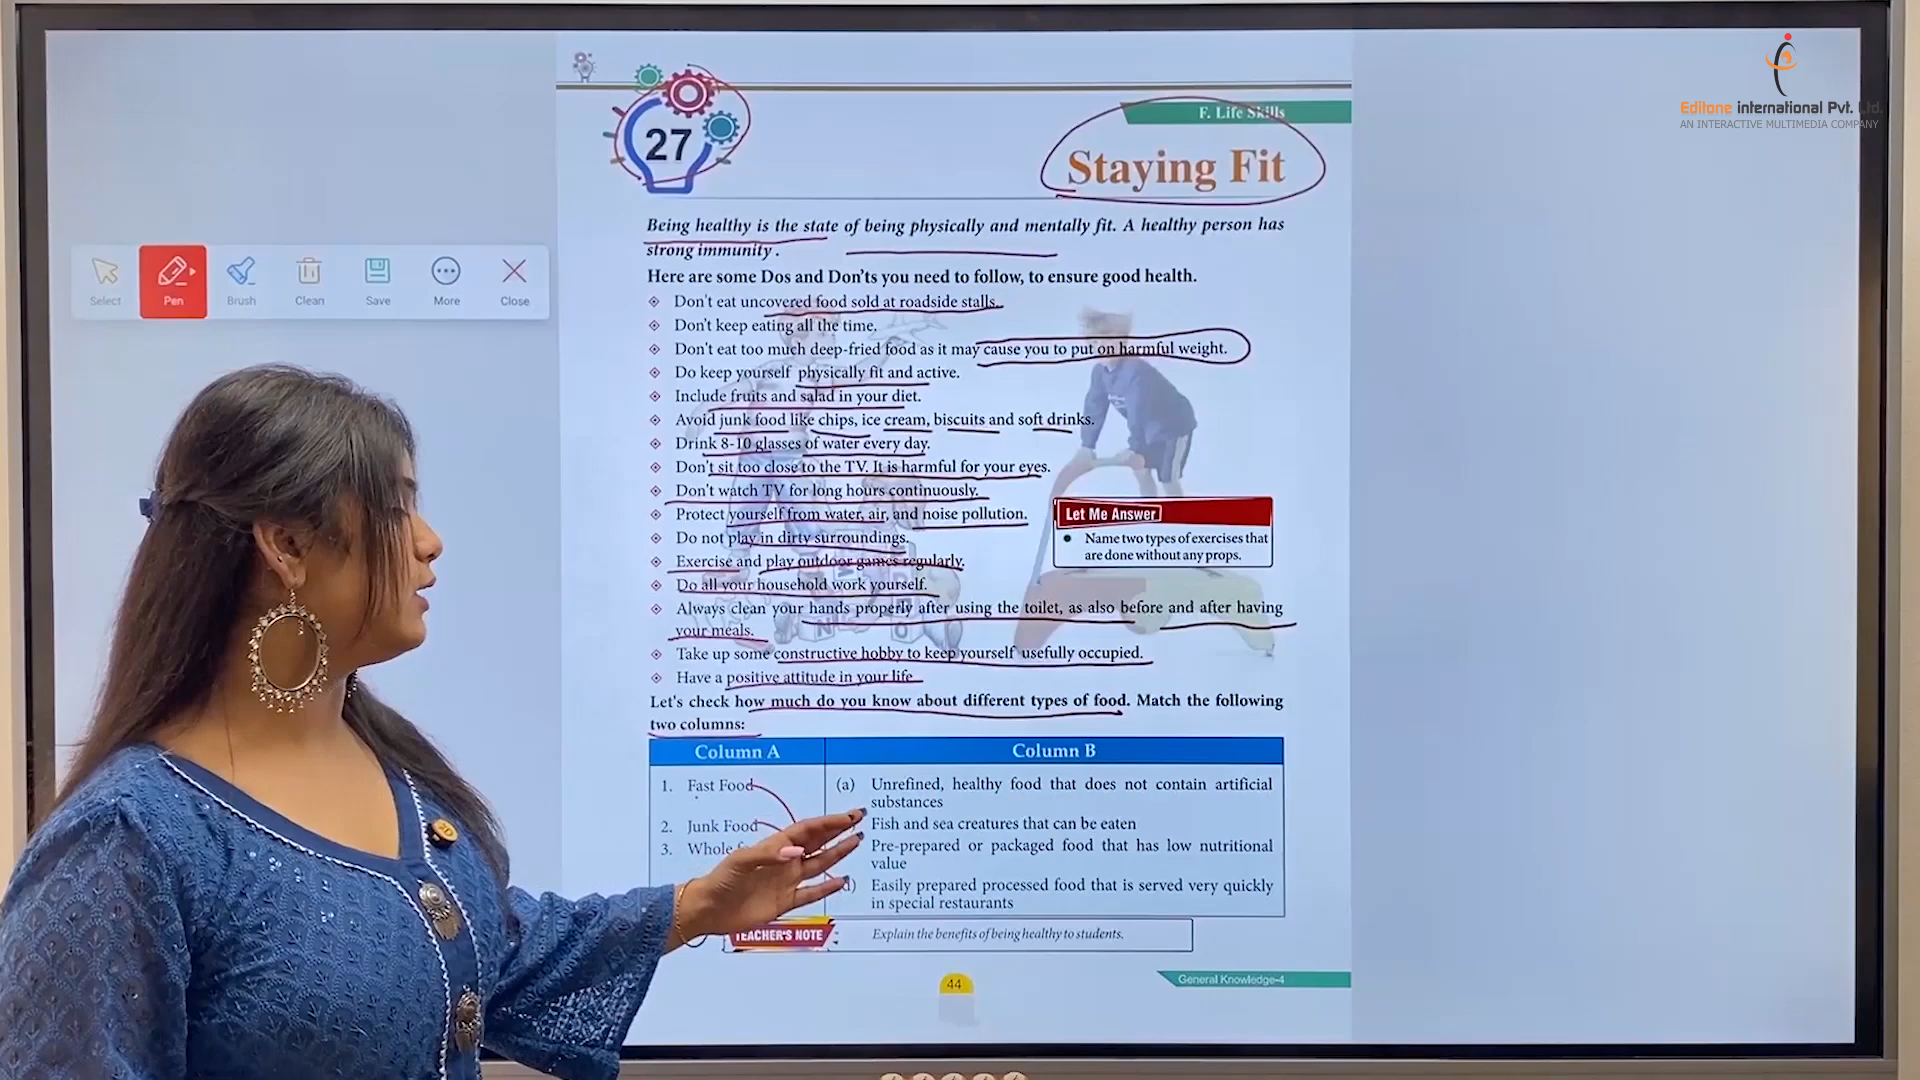 Editone international Pvt. Ltd.
AN INTERACTIVE MULTIMEDIA COMPANY
F. Life Skills
27
Staying Fit
Being healthy is the state of being physically and mentally fit. A healthy person has
strong immunity .
Here are some Dos and Don'ts you need to follow, to ensure good health.
Don't eat uncovered food sold at roadside stalls.
Don't keep eating all the time.
Don't eat too much deep-fried food as it may cause you to put on harmful weight.
Do keep yourself physically fit and active.
Include fruits and salad in your diet.
Avoid junk food like chips, ice cream, biscuits and soft drinks.
Drink 8-10 glasses of water every day.
Don't sit too close to the TV. It is harmful for your eyes.
Don't watch TV for long hours continuously.
Protect yourself from water, air, and noise pollution.
Do not play in dirty surroundings.
Exercise and play outdoor games regularly.
Do all your household work yourself.
Always clean your hands properly after using the toilet, as also before and after having
your meals.
Take up some constructive hobby to keep yourself usefully occupied.
Have a positive attitude in your life
Let Me Answer
Name two types of exercises that
are done without any props.
Let's check how much do you know about different types of food. Match the following
two columns:
Column A Column B
1. Fast Food (a) Unrefined, healthy food that does not contain artificial
substances
2. Junk Food Fish and sea creatures that can be eaten
3. Whole Pre-prepared or packaged food that has low nutritional
value
d) Easily prepared processed food that is served very quickly
in special restaurants
TEACHER'S NOTE Explain the benefits of being healthy to students.
44
General Knowledge-4
Select Pen Brush Clean Save More Close